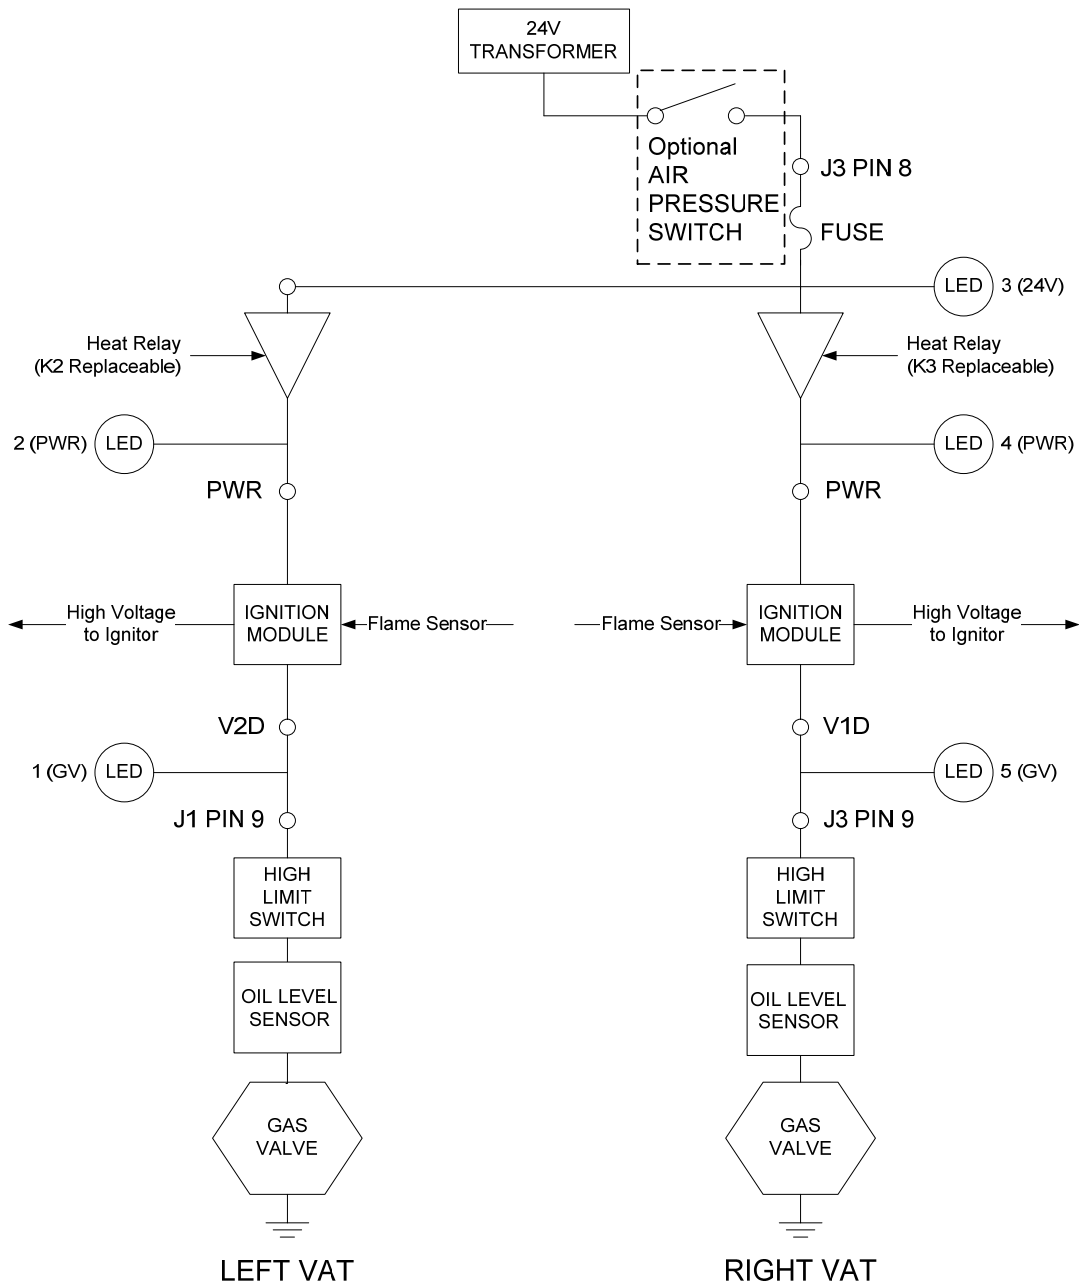 24V
TRANSFORMER
Optional
AIR
PRESSURE
SWITCH
J3 PIN 8
FUSE
LED 3 (24V)
Heat Relay
(K2 Replaceable)
Heat Relay
(K3 Replaceable)
2 (PWR) LED
LED 4 (PWR)
PWR
PWR
High Voltage
to Ignitor
IGNITION
MODULE
Flame Sensor
Flame Sensor
IGNITION
MODULE
High Voltage
to Ignitor
V2D
V1D
1 (GV) LED
LED 5 (GV)
J1 PIN 9
J3 PIN 9
HIGH
LIMIT
SWITCH
HIGH
LIMIT
SWITCH
OIL LEVEL
SENSOR
OIL LEVEL
SENSOR
GAS
VALVE
GAS
VALVE
LEFT VAT
RIGHT VAT